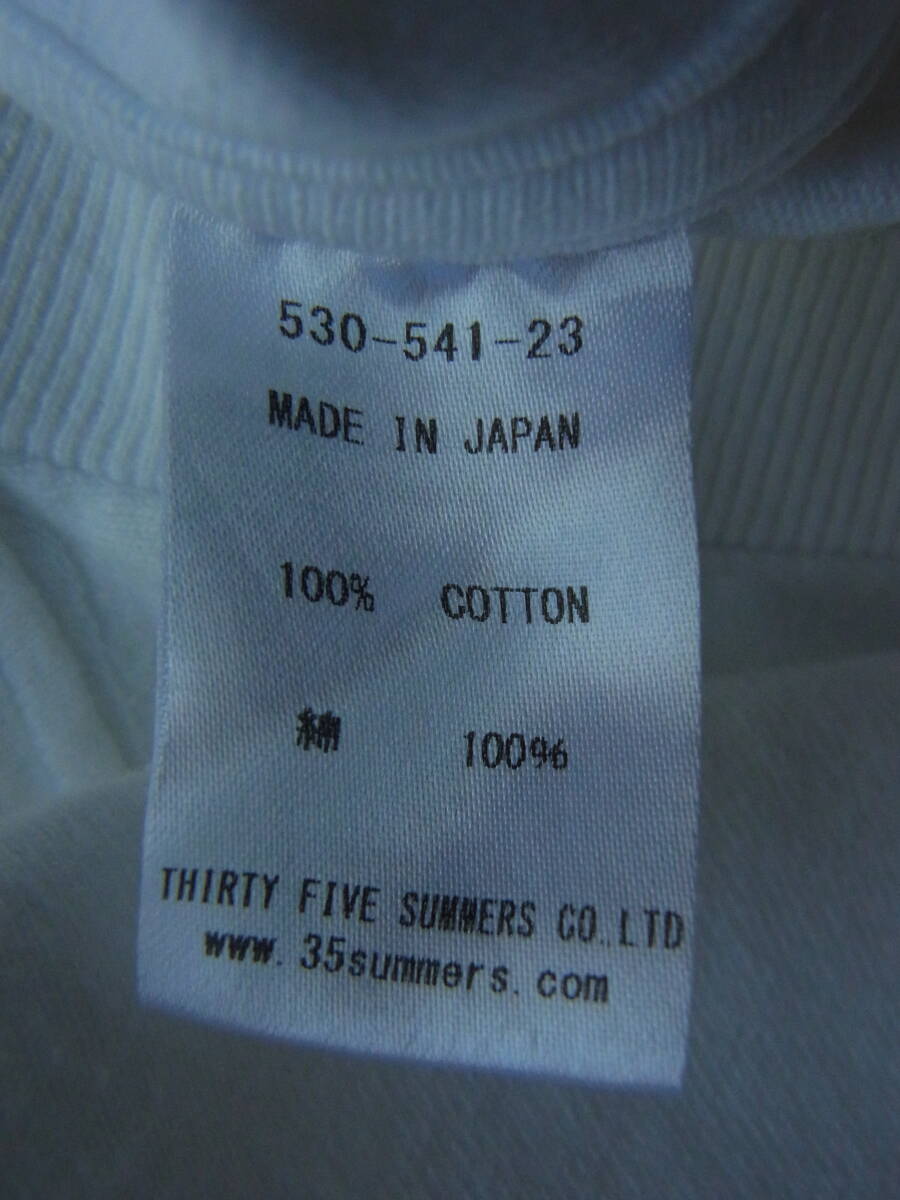 530-541-23
MADE IN JAPAN
100% COTTON
綿 100%
THIRTY FIVE SUMMERS CO.,LTD
www.35summers.com